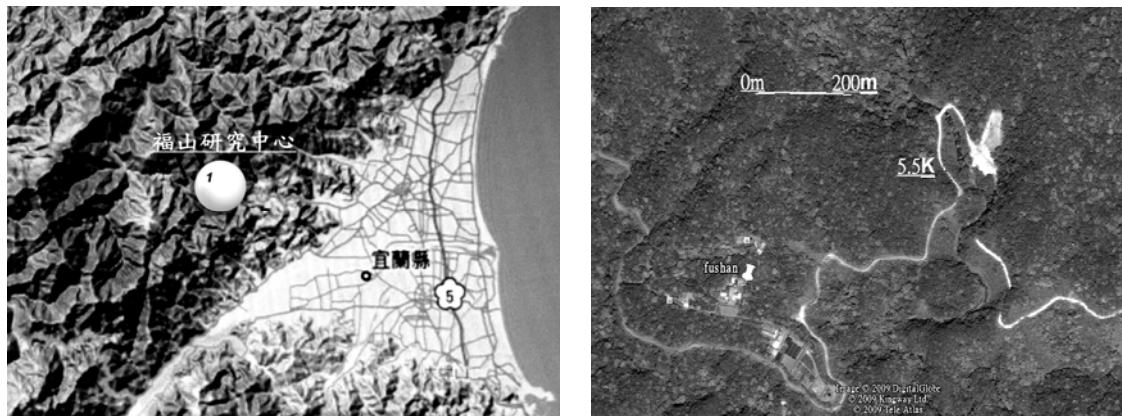 福山研究中心
1
宜蘭縣
5
0m 200m
5.5K
fushan
Image © 2009 DigitalGlobe
© 2009 Kingway Ltd.
© 2009 Tele Atlas